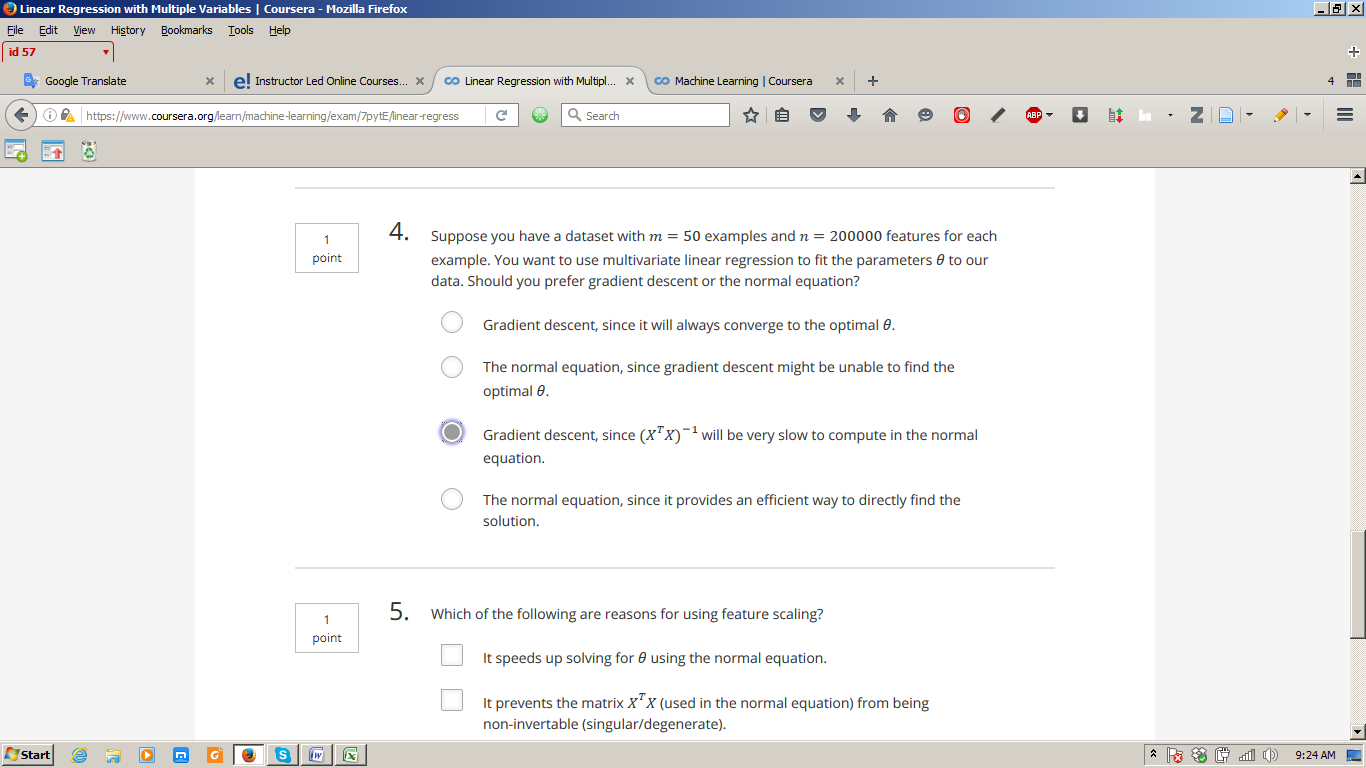 Linear Regression with Multiple Variables | Coursera - Mozilla Firefox
File Edit View History Bookmarks Tools Help
id 57
Google Translate
e! Instructor Led Online Courses...
Linear Regression with Multipl...
Machine Learning | Coursera
4
https://www.coursera.org/learn/machine-learning/exam/7pytE/linear-regress
Search
ABP
Z
1
point
4.
Suppose you have a dataset with m = 50 examples and n = 200000 features for each
example. You want to use multivariate linear regression to fit the parameters θ to our
data. Should you prefer gradient descent or the normal equation?
Gradient descent, since it will always converge to the optimal θ.
The normal equation, since gradient descent might be unable to find the
optimal θ.
Gradient descent, since (XᵀX)⁻¹ will be very slow to compute in the normal
equation.
The normal equation, since it provides an efficient way to directly find the
solution.
1
point
5.
Which of the following are reasons for using feature scaling?
It speeds up solving for θ using the normal equation.
It prevents the matrix XᵀX (used in the normal equation) from being
non-invertable (singular/degenerate).
Start
9:24 AM